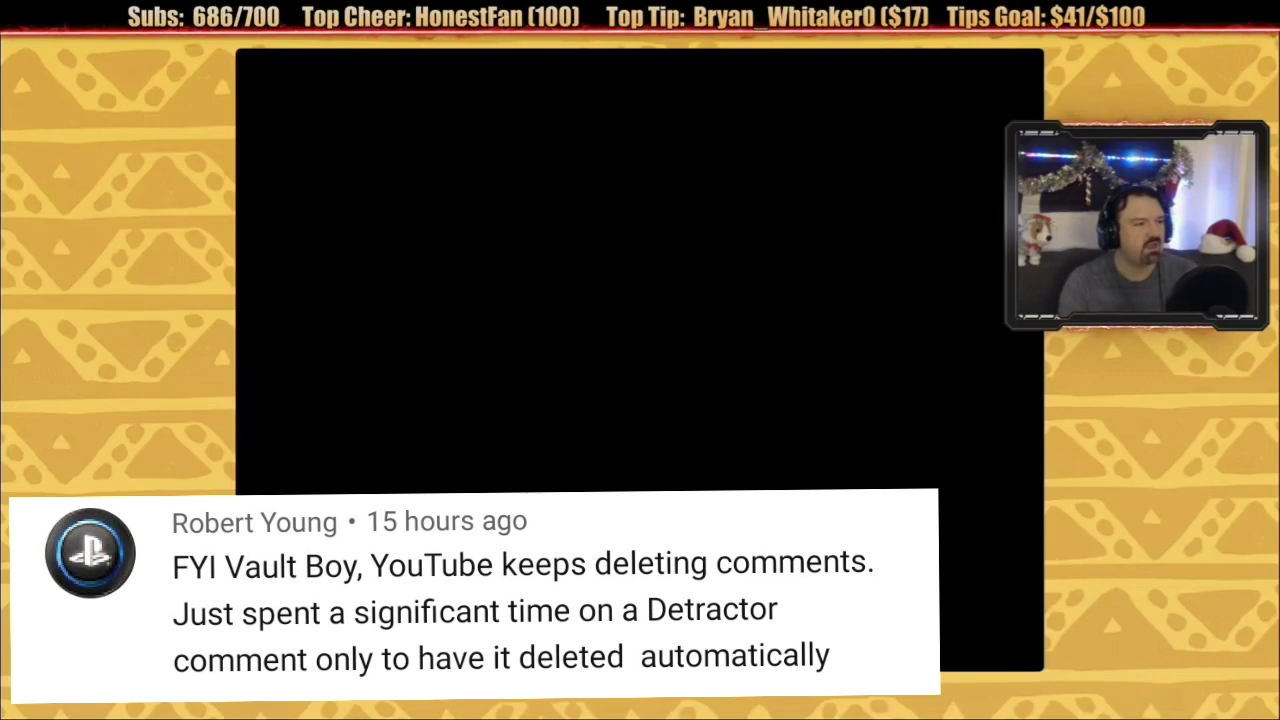 Subs: 686/700 Top Cheer: HonestFan (100) Top Tip: Bryan_Whitaker0 ($17) Tips Goal: $41/$100
Robert Young • 15 hours ago
FYI Vault Boy, YouTube keeps deleting comments.
Just spent a significant time on a Detractor
comment only to have it deleted automatically